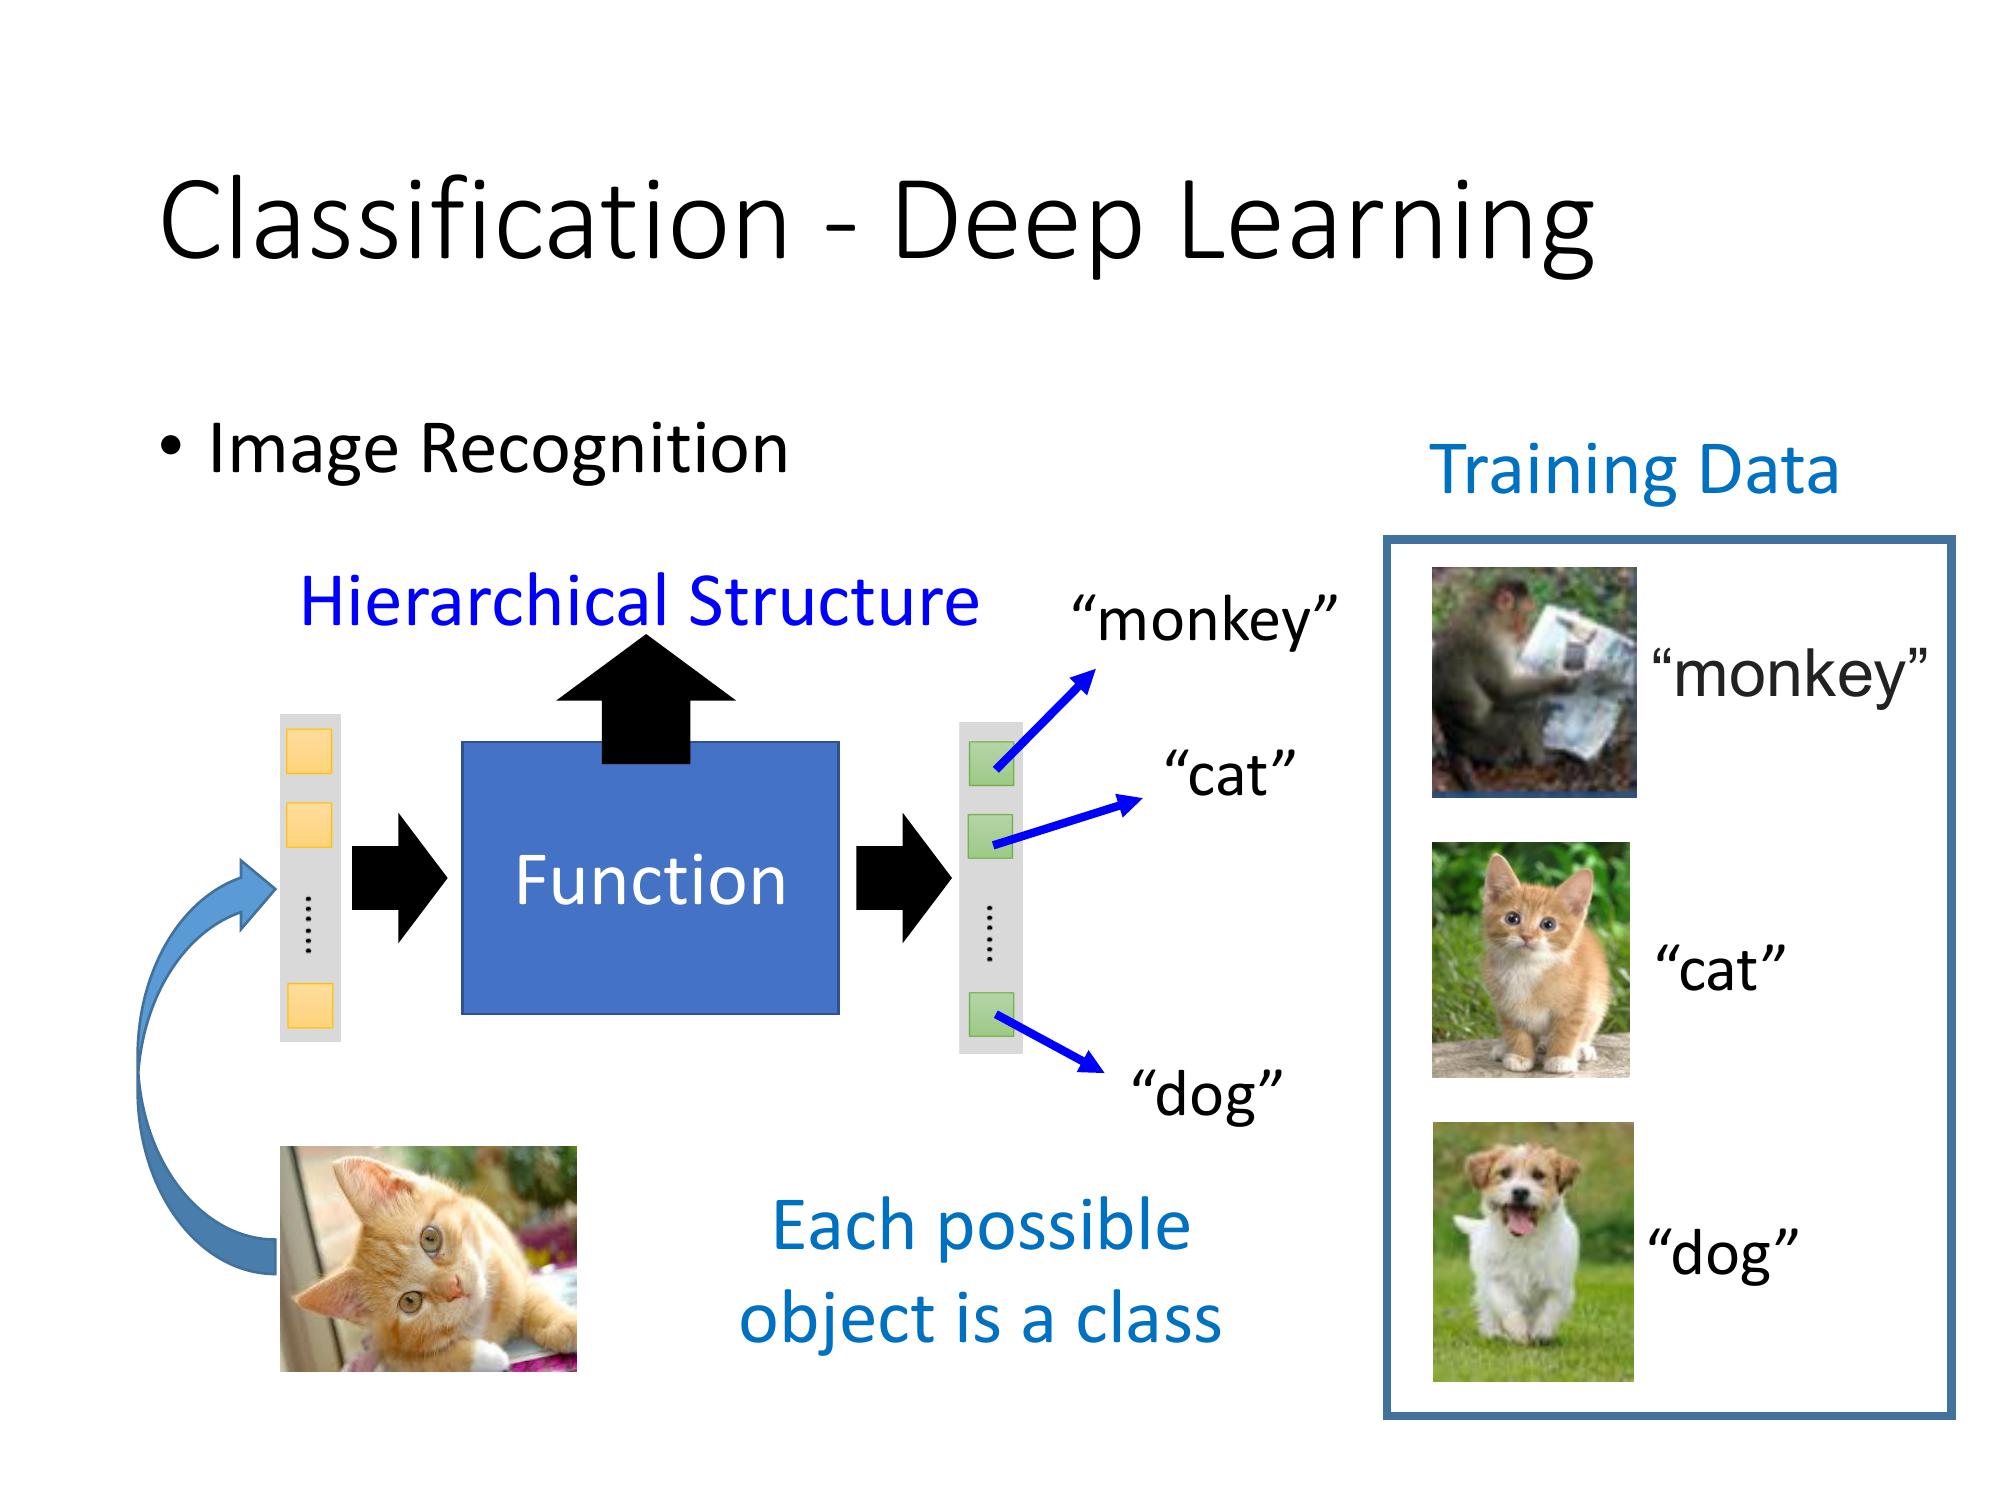 Classification - Deep Learning
• Image Recognition
Training Data
Hierarchical Structure
“monkey”
“cat”
Function
“dog”
Each possible
object is a class
“monkey”
“cat”
“dog”